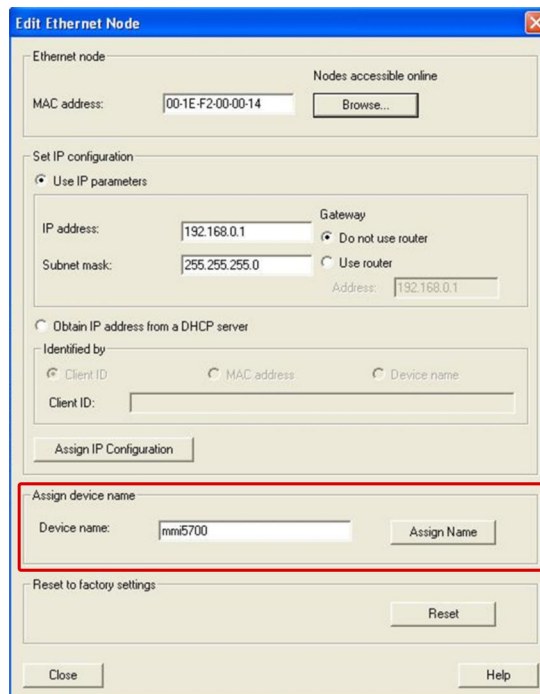 Edit Ethernet Node
Ethernet node
Nodes accessible online
MAC address: 00-1E-F2-00-00-14 Browse...
Set IP configuration
Use IP parameters
Gateway
IP address: 192.168.0.1 Do not use router
Subnet mask: 255.255.255.0 Use router
Address: 192.168.0.1
Obtain IP address from a DHCP server
Identified by
Client ID MAC address Device name
Client ID:
Assign IP Configuration
Assign device name
Device name: mmi5700 Assign Name
Reset to factory settings
Reset
Close Help